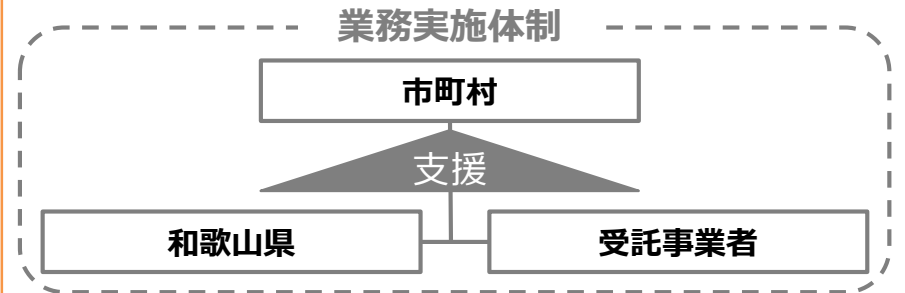 業務実施体制
市町村
支援
和歌山県
受託事業者